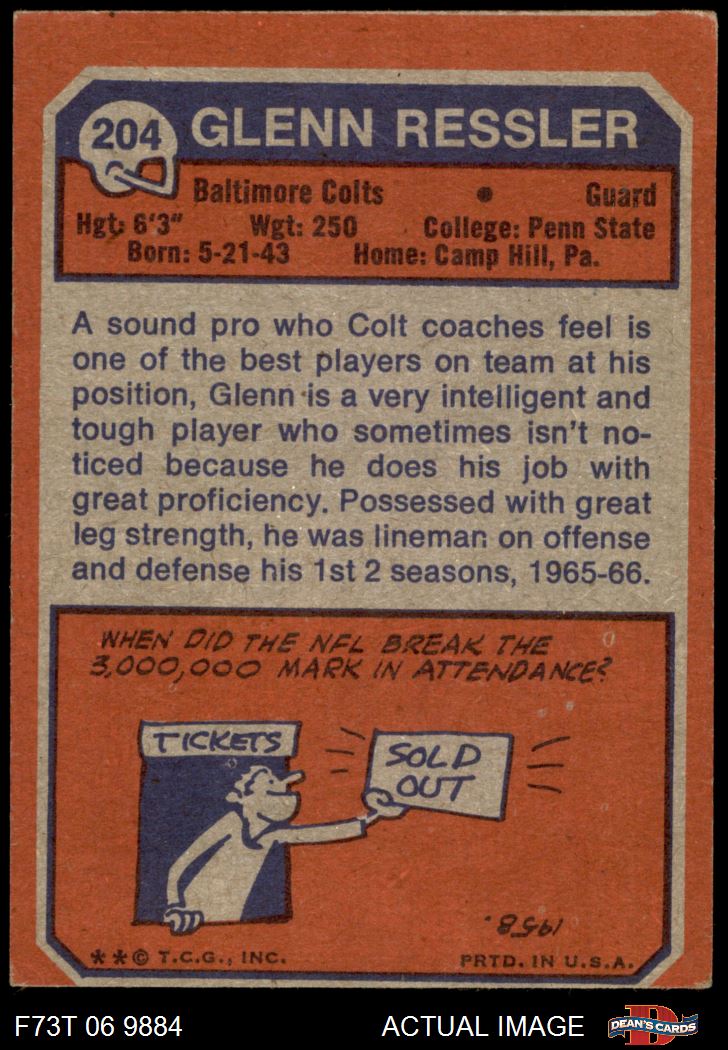 204 GLENN RESSLER
Baltimore Colts • Guard
Hgt: 6'3" Wgt: 250 College: Penn State
Born: 5-21-43 Home: Camp Hill, Pa.
A sound pro who Colt coaches feel is
one of the best players on team at his
position, Glenn is a very intelligent and
tough player who sometimes isn't no-
ticed because he does his job with
great proficiency. Possessed with great
leg strength, he was lineman on offense
and defense his 1st 2 seasons, 1965-66.
WHEN DID THE NFL BREAK THE
3,000,000 MARK IN ATTENDANCE?
TICKETS
SOLD
OUT
1958.
**© T.C.G., INC. PRTD. IN U.S.A.
F73T 06 9884 ACTUAL IMAGE D DEAN'S CARDS